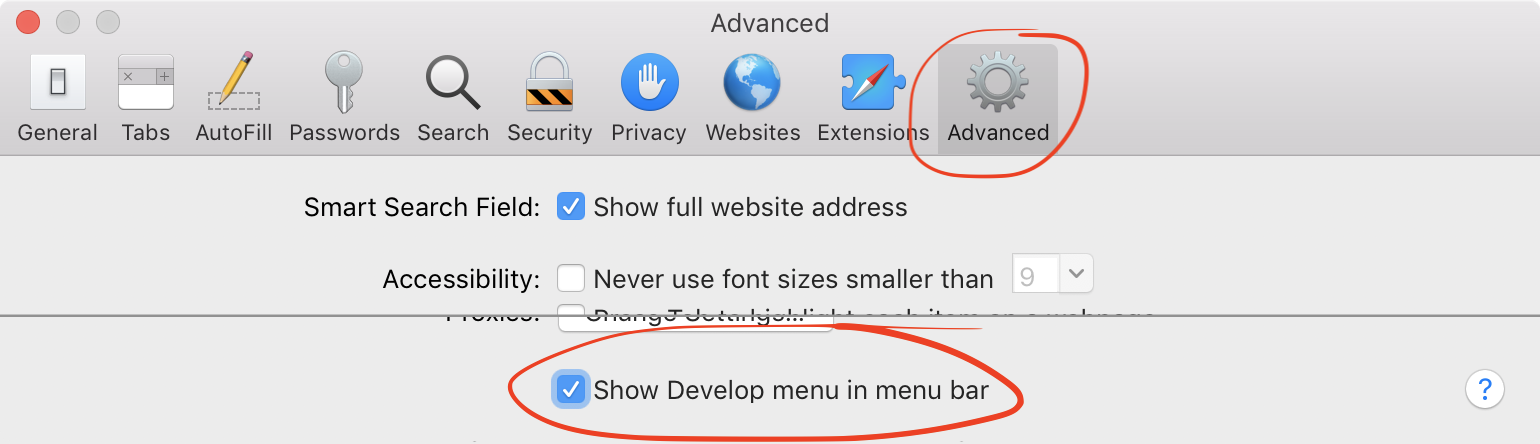 Advanced
General Tabs AutoFill Passwords Search Security Privacy Websites Extensions Advanced
Smart Search Field: Show full website address
Accessibility: Never use font sizes smaller than 9
Show Develop menu in menu bar
?